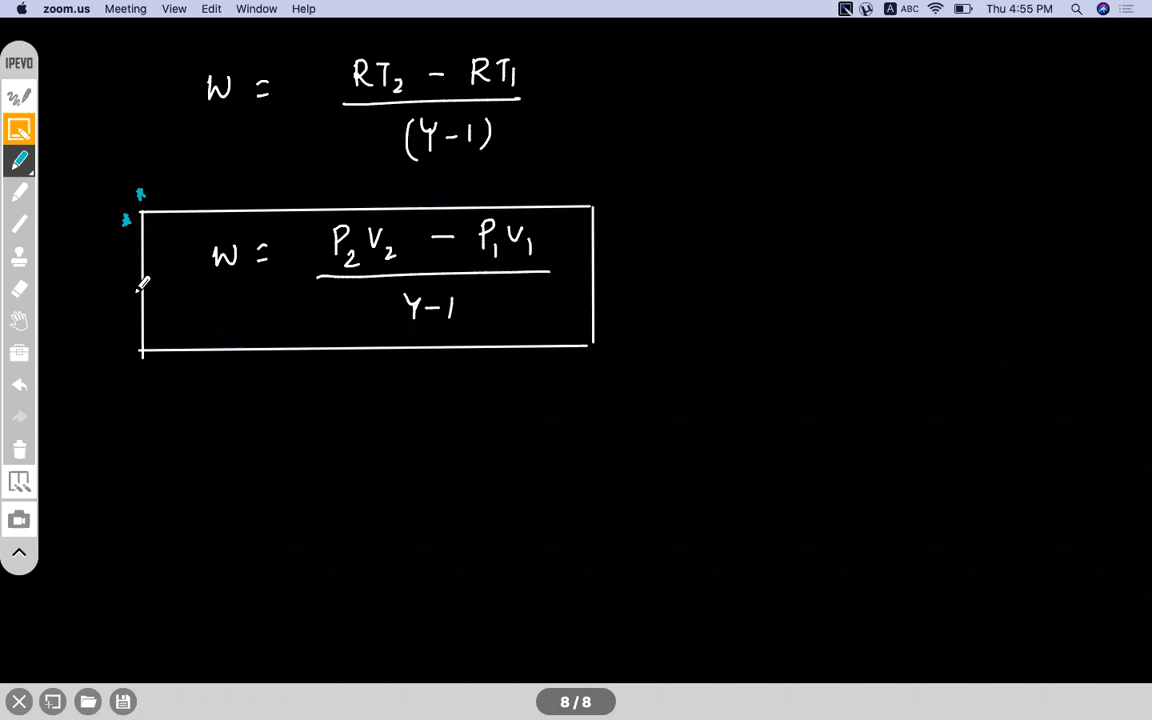 zoom.us Meeting View Edit Window Help
A ABC Thu 4:55 PM
IPEVO
W = RT₂ - RT₁
(γ-1)
W = P₂V₂ - P₁V₁
γ-1
8 / 8